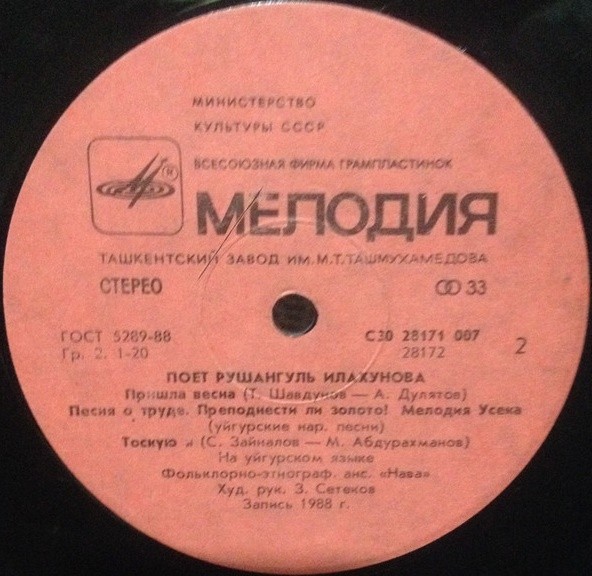 МИНИСТЕРСТВО
КУЛЬТУРЫ СССР
ВСЕСОЮЗНАЯ ФИРМА ГРАМПЛАСТИНОК
МЕЛОДИЯ
ТАШКЕНТСКИЙ ЗАВОД ИМ. М. Т. ТАШМУХАМЕДОВА
СТЕРЕО
33
ГОСТ 5289-88
Гр. 2. 1-20
С30 28171 007
28172
2
ПОЕТ РУШАНГУЛЬ ИЛАХУНОВА
Пришла весна (Т. Шавдунов — А. Дулятов)
Песня о труде. Преподнести ли золото! Мелодия Усека
(уйгурские нар. песни)
Тоскую я (С. Зайналов — М. Абдурахманов)
На уйгурском языке
Фольклорно-этнограф. анс. «Нава»
Худ. рук. З. Сетеков
Запись 1988 г.